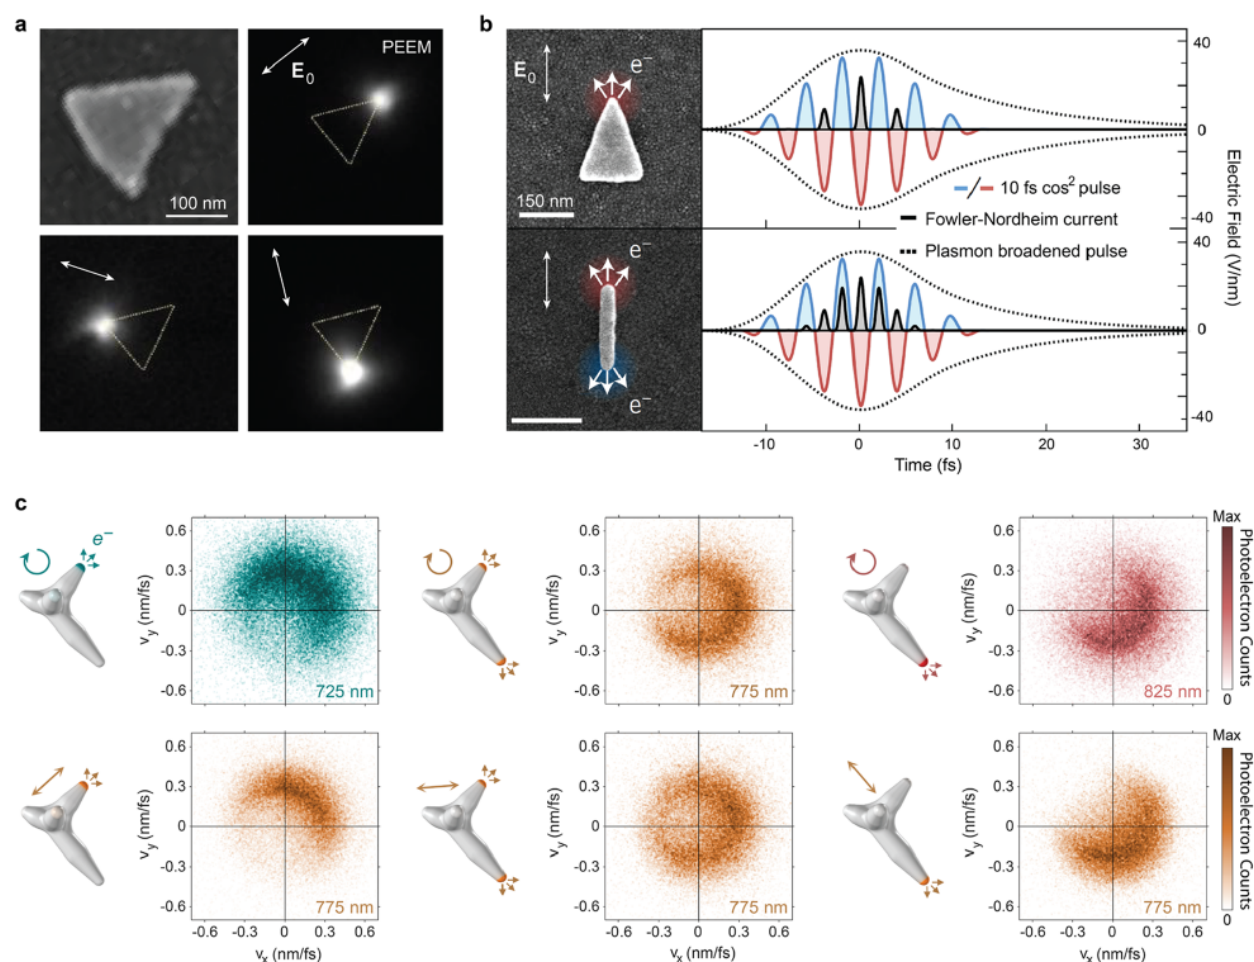 a
PEEM
E0
100 nm
b
E0
e−
150 nm
e−
e−
40
20
0
-20
-40
20
0
-20
-40
Electric Field (V/nm)
10 fs cos2 pulse
Fowler-Nordheim current
Plasmon broadened pulse
-10
0
10
20
30
Time (fs)
c
e−
vy (nm/fs)
0.6
0.3
0
-0.3
-0.6
725 nm
vy (nm/fs)
0.6
0.3
0
-0.3
-0.6
775 nm
vy (nm/fs)
0.6
0.3
0
-0.3
-0.6
825 nm
Max
Photoelectron Counts
0
vy (nm/fs)
0.6
0.3
0
-0.3
-0.6
775 nm
-0.6
-0.3
0
0.3
0.6
vx (nm/fs)
vy (nm/fs)
0.6
0.3
0
-0.3
-0.6
775 nm
-0.6
-0.3
0
0.3
0.6
vx (nm/fs)
vy (nm/fs)
0.6
0.3
0
-0.3
-0.6
775 nm
-0.6
-0.3
0
0.3
0.6
vx (nm/fs)
Max
Photoelectron Counts
0